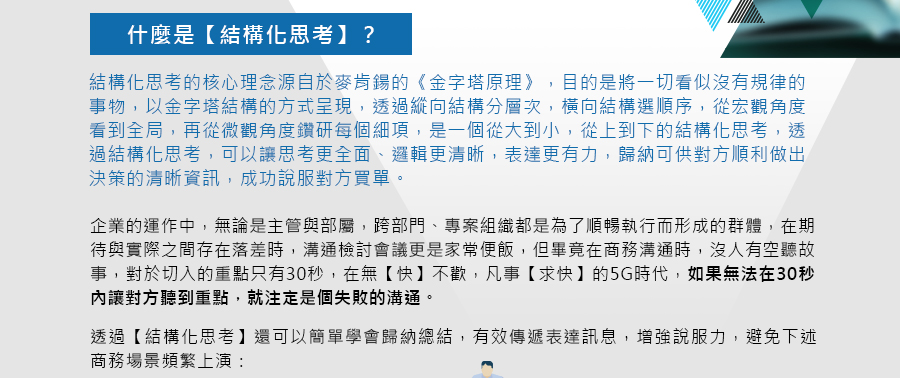 什麼是【結構化思考】？
結構化思考的核心理念源自於麥肯錫的《金字塔原理》，目的是將一切看似沒有規律的
事物，以金字塔結構的方式呈現，透過縱向結構分層次，橫向結構選順序，從宏觀角度
看到全局，再從微觀角度鑽研每個細項，是一個從大到小，從上到下的結構化思考，透
過結構化思考，可以讓思考更全面、邏輯更清晰，表達更有力，歸納可供對方順利做出
決策的清晰資訊，成功說服對方買單。
企業的運作中，無論是主管與部屬，跨部門、專案組織都是為了順暢執行而形成的群體，在期
待與實際之間存在落差時，溝通檢討會議更是家常便飯，但畢竟在商務溝通時，沒人有空聽故
事，對於切入的重點只有30秒，在無【快】不歡，凡事【求快】的5G時代，如果無法在30秒
內讓對方聽到重點，就注定是個失敗的溝通。
透過【結構化思考】還可以簡單學會歸納總結，有效傳遞表達訊息，增強說服力，避免下述
商務場景頻繁上演：